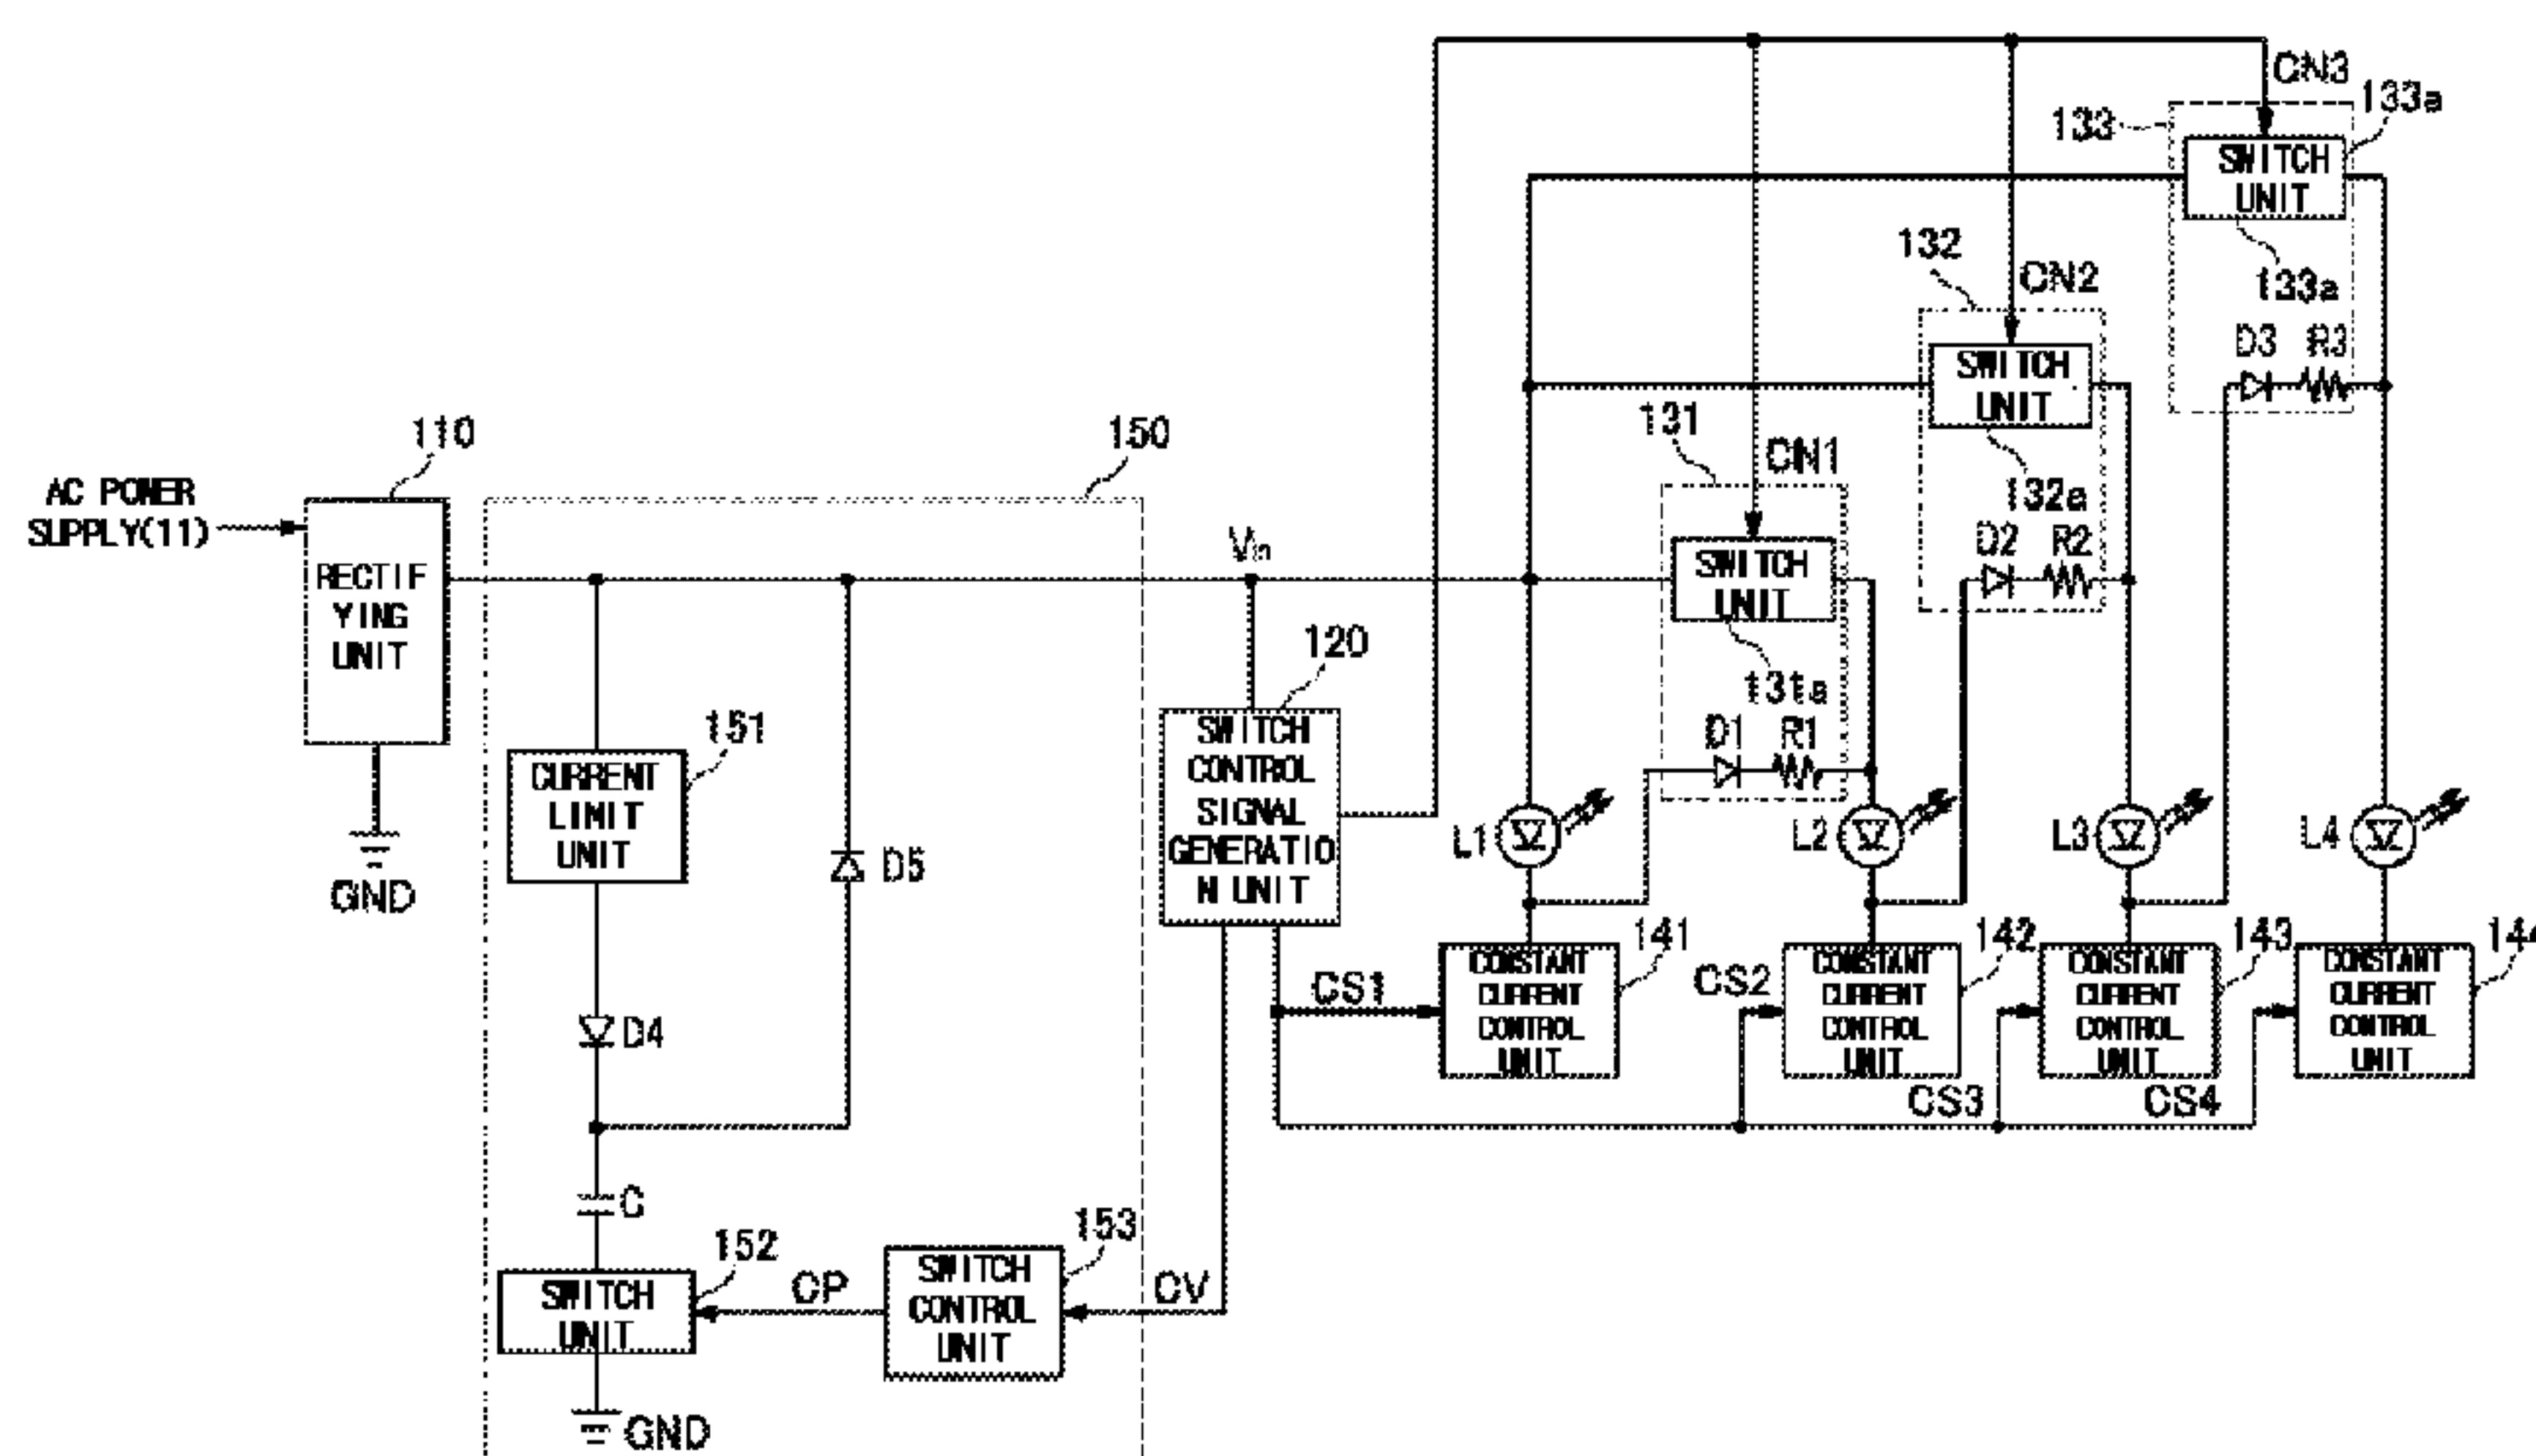 CN3
133
133a
SWITCH
UNIT
133a
132
CN2
SWITCH
UNIT
132a
D3 R3
131
CN1
SWITCH
UNIT
131a
D2 R2
D1 R1
110
AC POWER
SUPPLY(11)
RECTIF
YING
UNIT
GND
150
Vin
120
SWITCH
CONTROL
SIGNAL
GENERATIO
N UNIT
151
CURRENT
LIMIT
UNIT
D5
D4
C
152
SWITCH
UNIT
GND
CP
153
SWITCH
CONTROL
UNIT
CV
L1
L2
L3
L4
CS1
141
CONSTANT
CURRENT
CONTROL
UNIT
CS2
142
CONSTANT
CURRENT
CONTROL
UNIT
CS3
143
CONSTANT
CURRENT
CONTROL
UNIT
CS4
144
CONSTANT
CURRENT
CONTROL
UNIT